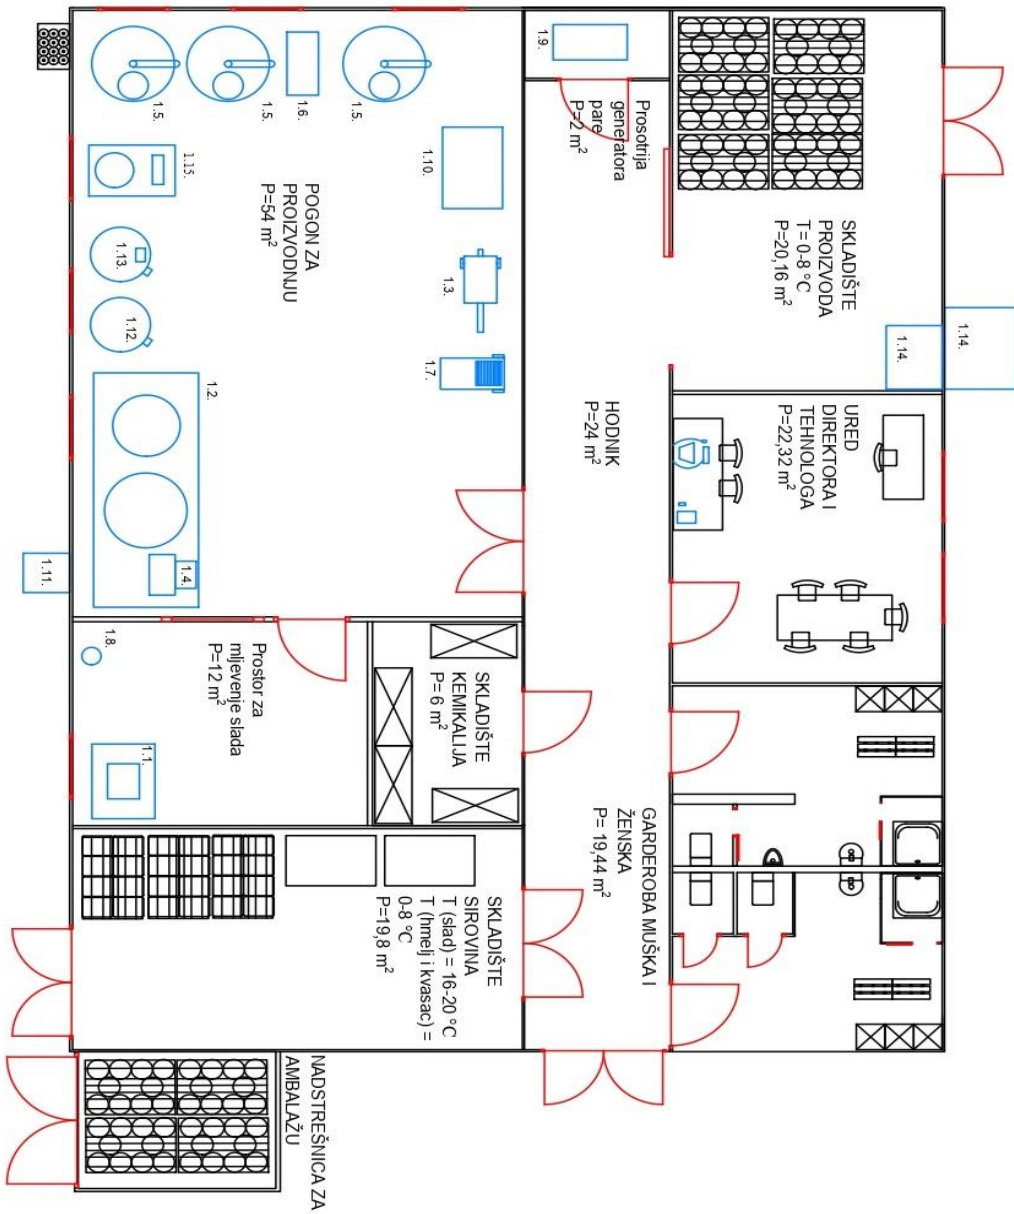 1.9.
1.5.
1.5.
1.6.
1.5.
Prosotrija
generatora
pare
P=2 m²
1.10.
1.15.
POGON ZA
PROIZVODNJU
P=54 m²
SKLADIŠTE
PROIZVODA
T = 0-8 °C
P=20,16 m²
1.13.
1.3.
1.12.
1.14.
1.14.
1.7.
1.2.
HODNIK
P=24 m²
URED
DIREKTORA I
TEHNOLOGA
P=22,32 m²
1.11.
1.4.
1.8.
Prostor za
mljevenje slada
P=12 m²
SKLADIŠTE
KEMIKALIJA
P= 6 m²
1.1.
GARDEROBA MUŠKA I
ŽENSKA
P= 19,44 m²
SKLADIŠTE
SIROVINA
T (slad) = 16-20 °C
T (hmelj i kvasac) =
0-8 °C
P=19,8 m²
NADSTREŠNICA ZA
AMBALAŽU